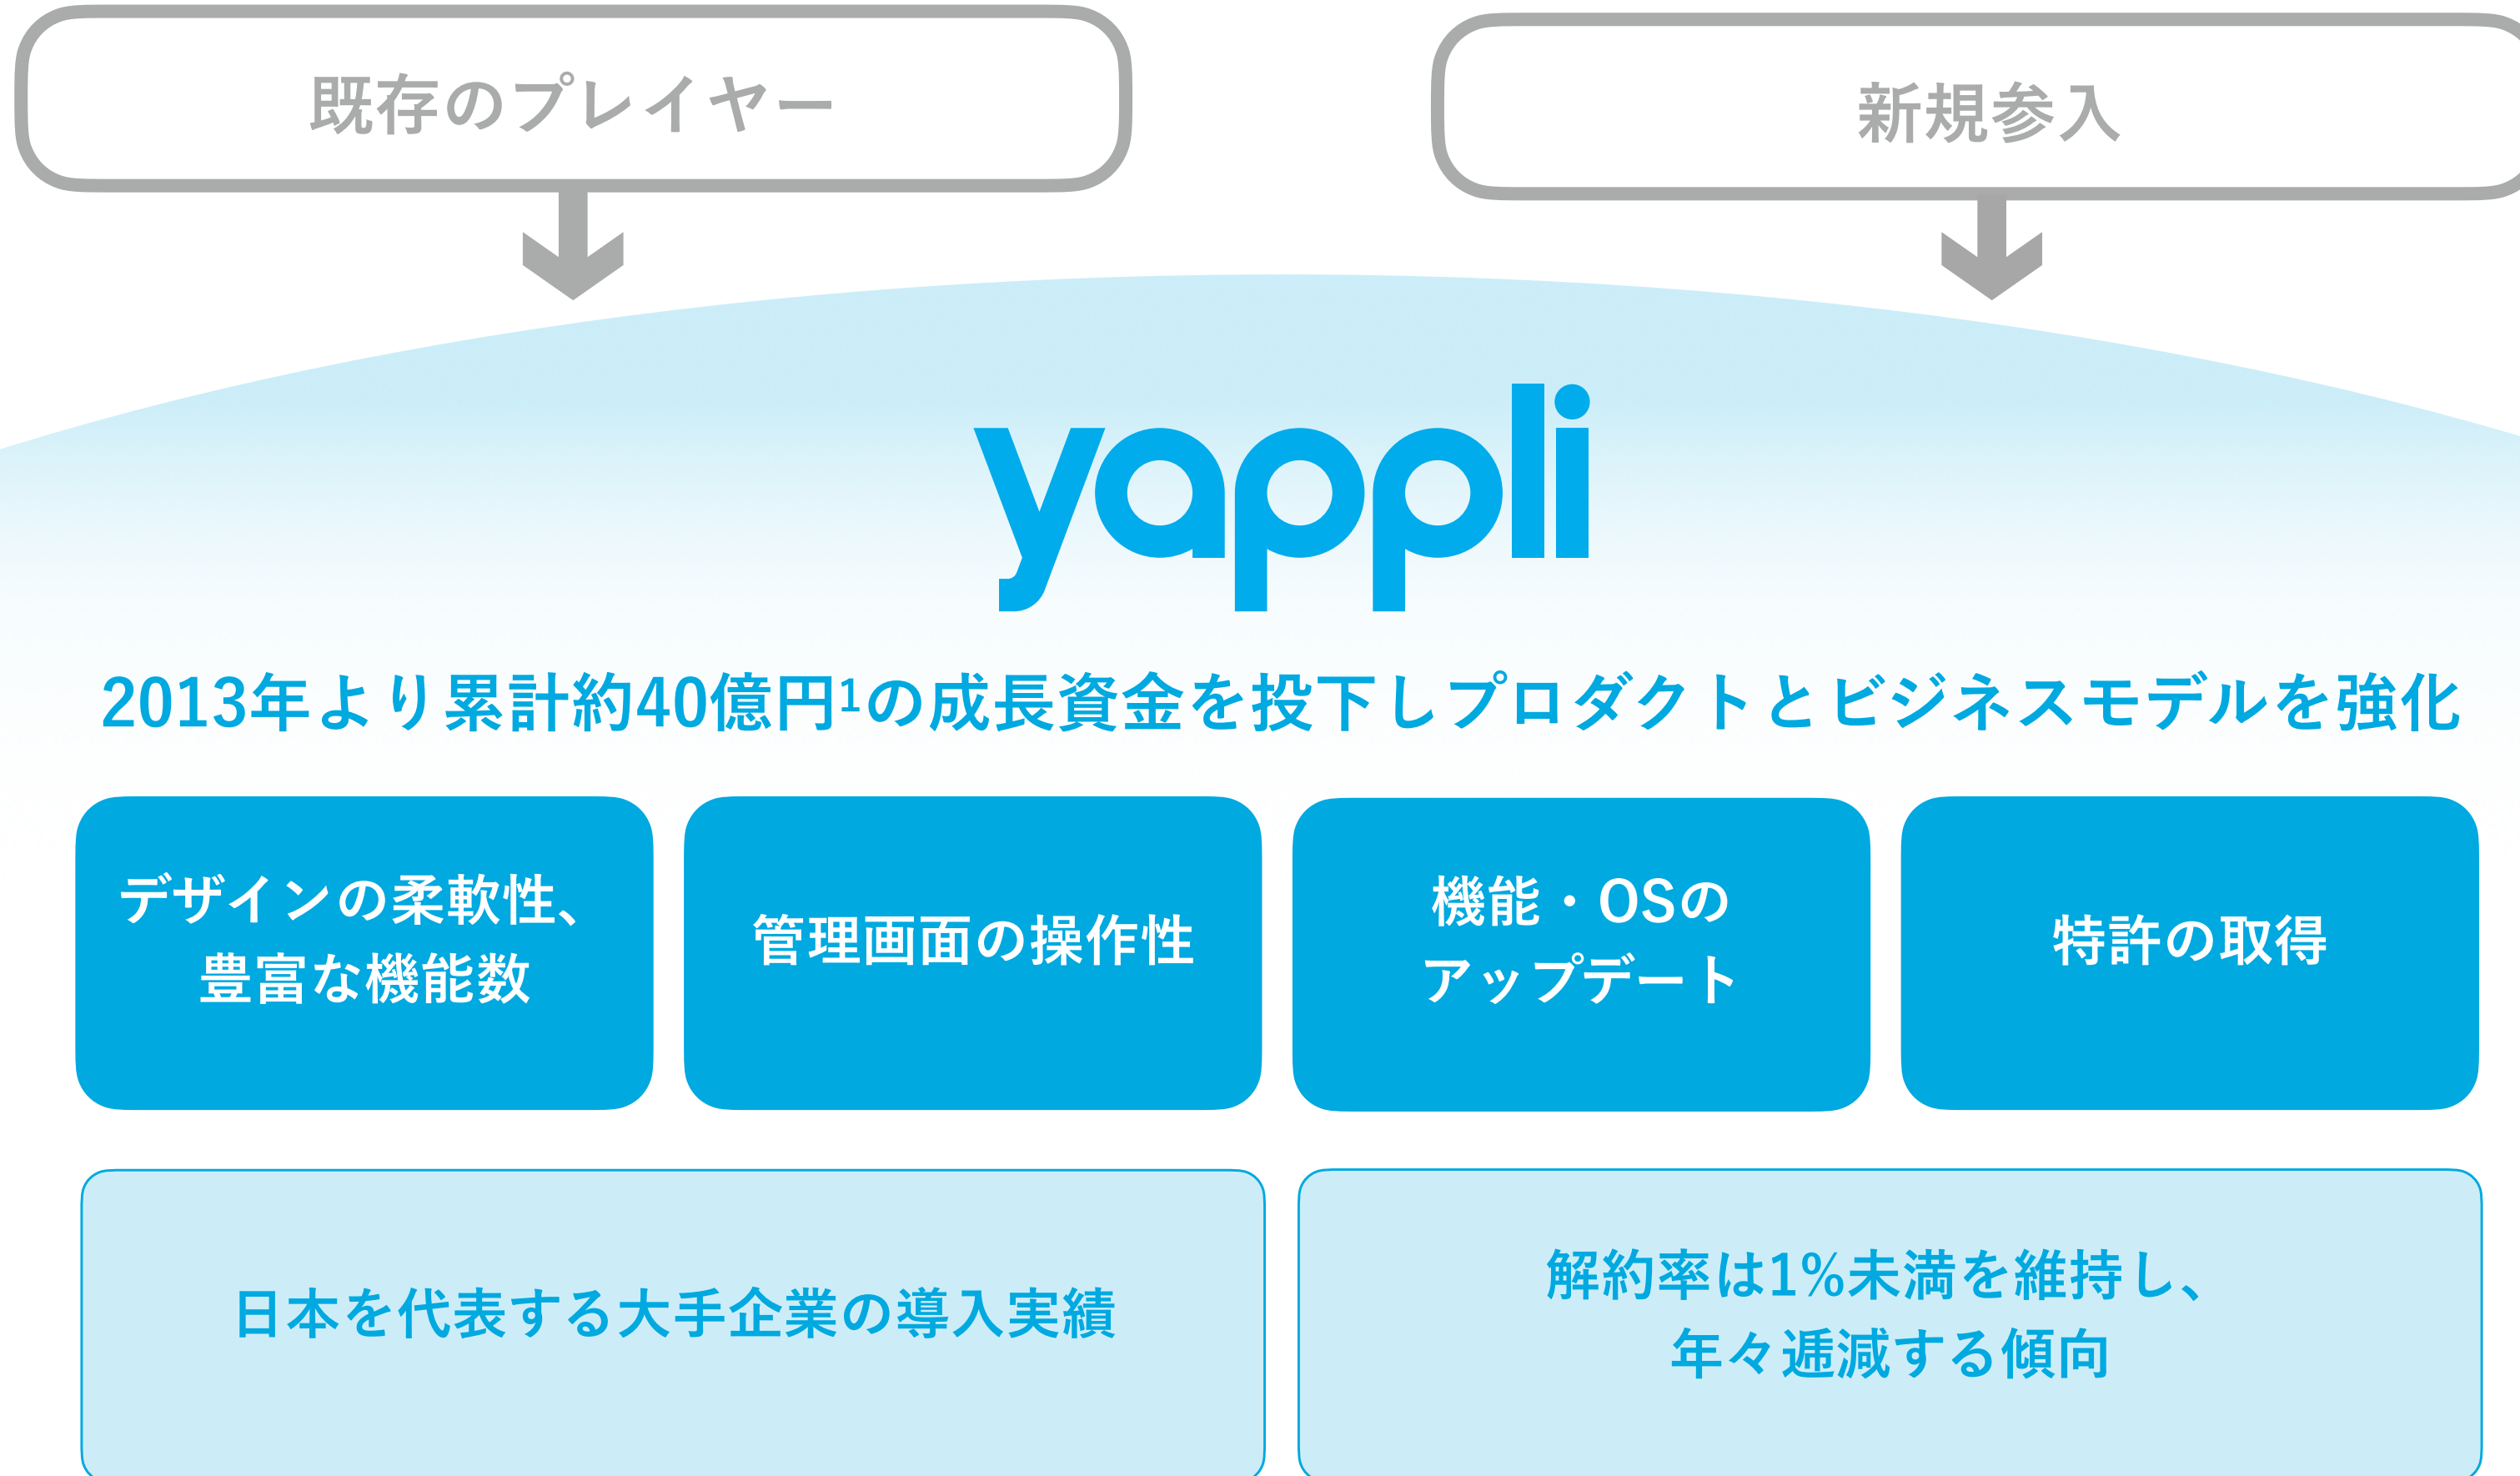 既存のプレイヤー
新規参入
yappli
2013年より累計約40億円1の成長資金を投下しプロダクトとビジネスモデルを強化
デザインの柔軟性、
豊富な機能数
管理画面の操作性
機能・OSの
アップデート
特許の取得
日本を代表する大手企業の導入実績
解約率は1%未満を維持し、
年々逓減する傾向